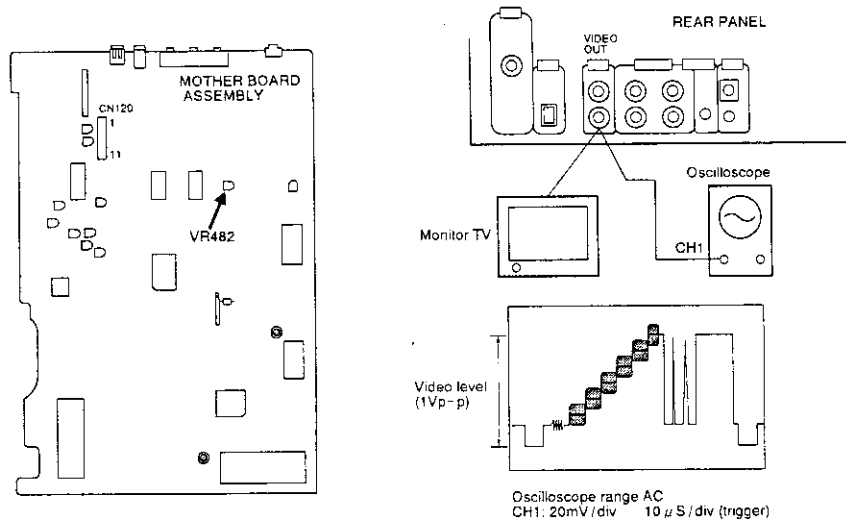 MOTHER BOARD
ASSEMBLY
CN120
1
11
VR482
REAR PANEL
VIDEO
OUT
Monitor TV
Oscilloscope
CH1
Video level
(1Vp-p)
Oscilloscope range AC
CH1: 20mV/div 10 μS/div (trigger)